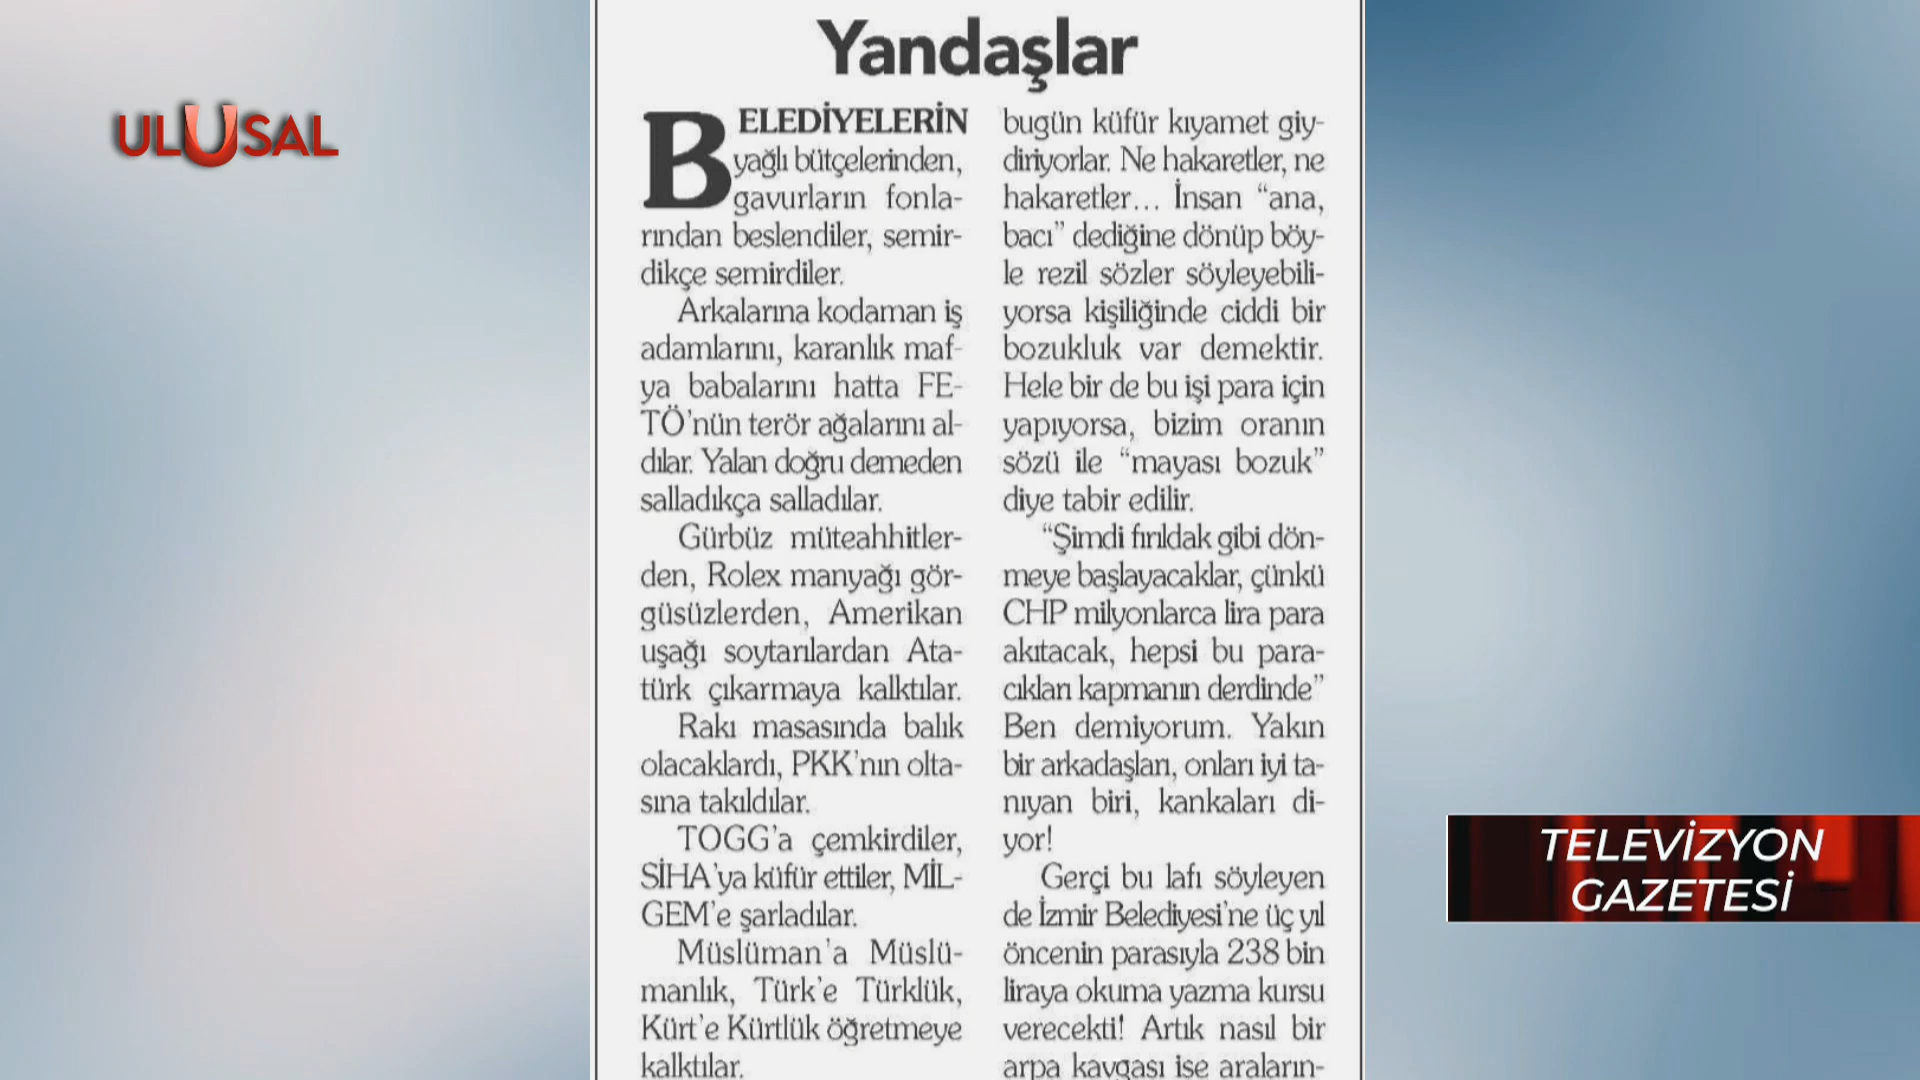 ULUSAL
Yandaşlar
BELEDİYELERİN
yağlı bütçelerinden,
gavurların fonla-
rından beslendiler, semir-
dikçe semirdiler.
Arkalarına kodaman iş
adamlarını, karanlık maf-
ya babalarını hatta FE-
TÖ'nün terör ağalarını al-
dılar. Yalan doğru demeden
salladıkça salladılar.
Gürbüz müteahhitler-
den, Rolex manyağı gör-
güsüzlerden, Amerikan
uşağı soytarılardan Ata-
türk çıkarmaya kalktılar.
Rakı masasında balık
olacaklardı, PKK'nın olta-
sına takıldılar.
TOGG'a çemkirdiler,
SİHA'ya küfür ettiler, MİL-
GEM'e şarladılar.
Müslüman'a Müslü-
manlık, Türk'e Türklük,
Kürt'e Kürtlük öğretmeye
kalktılar.
bugün küfür kıyamet giy-
diriyorlar. Ne hakaretler, ne
hakaretler… İnsan “ana,
bacı” dediğine dönüp böy-
le rezil sözler söyleyebili-
yorsa kişiliğinde ciddi bir
bozukluk var demektir.
Hele bir de bu işi para için
yapıyorsa, bizim oranın
sözü ile “mayası bozuk”
diye tabir edilir.
“Şimdi fırıldak gibi dön-
meye başlayacaklar, çünkü
CHP milyonlarca lira para
akıtacak, hepsi bu para-
cıkları kapmanın derdinde”
Ben demiyorum. Yakın
bir arkadaşları, onları iyi ta-
nıyan biri, kankaları di-
yor!
Gerçi bu lafı söyleyen
de İzmir Belediyesi'ne üç yıl
öncenin parasıyla 238 bin
liraya okuma yazma kursu
verecekti! Artık nasıl bir
arpa kavgası ise araların-
TELEVİZYON
GAZETESİ